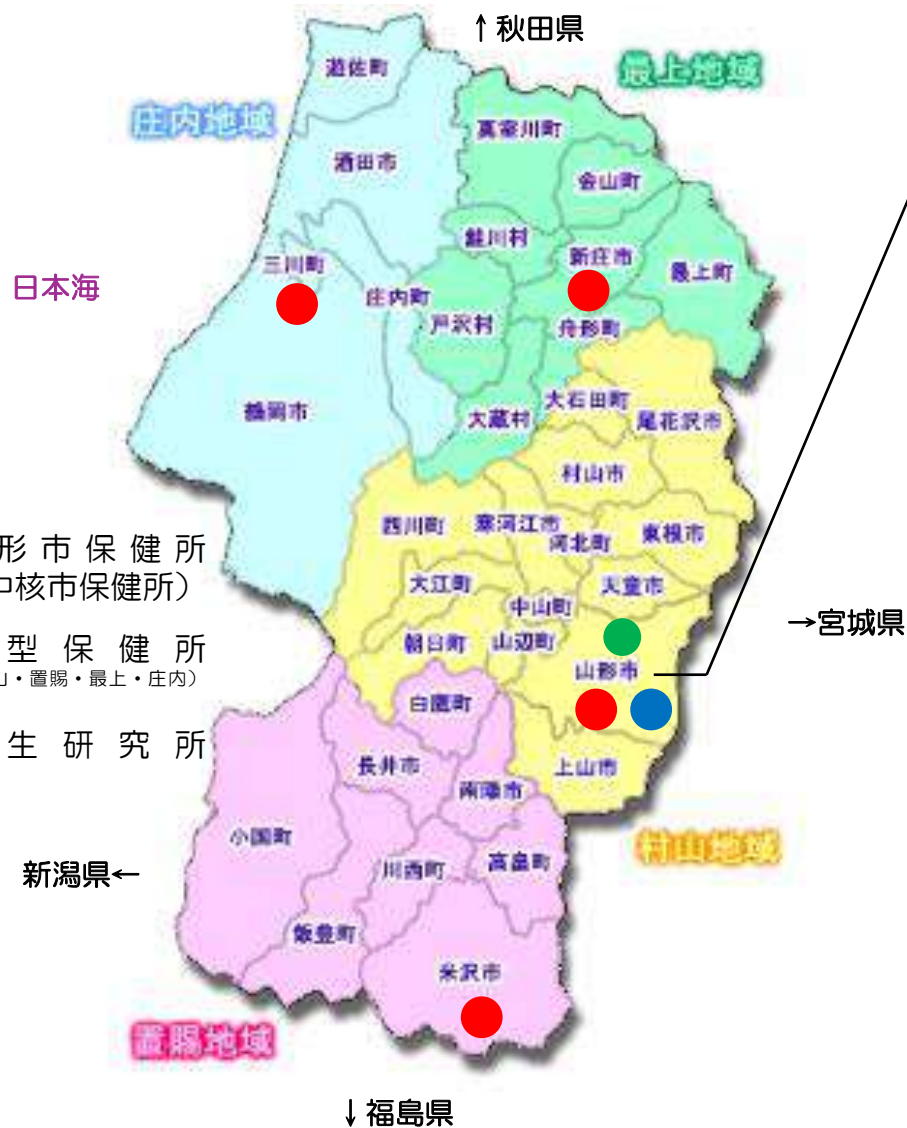 ↑秋田県
遊佐町
最上地域
庄内地域
真室川町
酒田市
金山町
鮭川村
新庄市
三川町
最上町
日本海
庄内町
戸沢村
舟形町
大石田町
鶴岡市
大蔵村
尾花沢市
村山市
西川町
寒河江市
東根市
河北町
形市保健所
中核市保健所）
大江町
天童市
中山町
→宮城県
朝日町
山辺町
型保健所
山形市
・置賜・最上・庄内）
白鷹町
生研究所
長井市
上山市
南陽市
小国町
村山地域
高畠町
川西町
新潟県←
飯豊町
米沢市
置賜地域
↓福島県